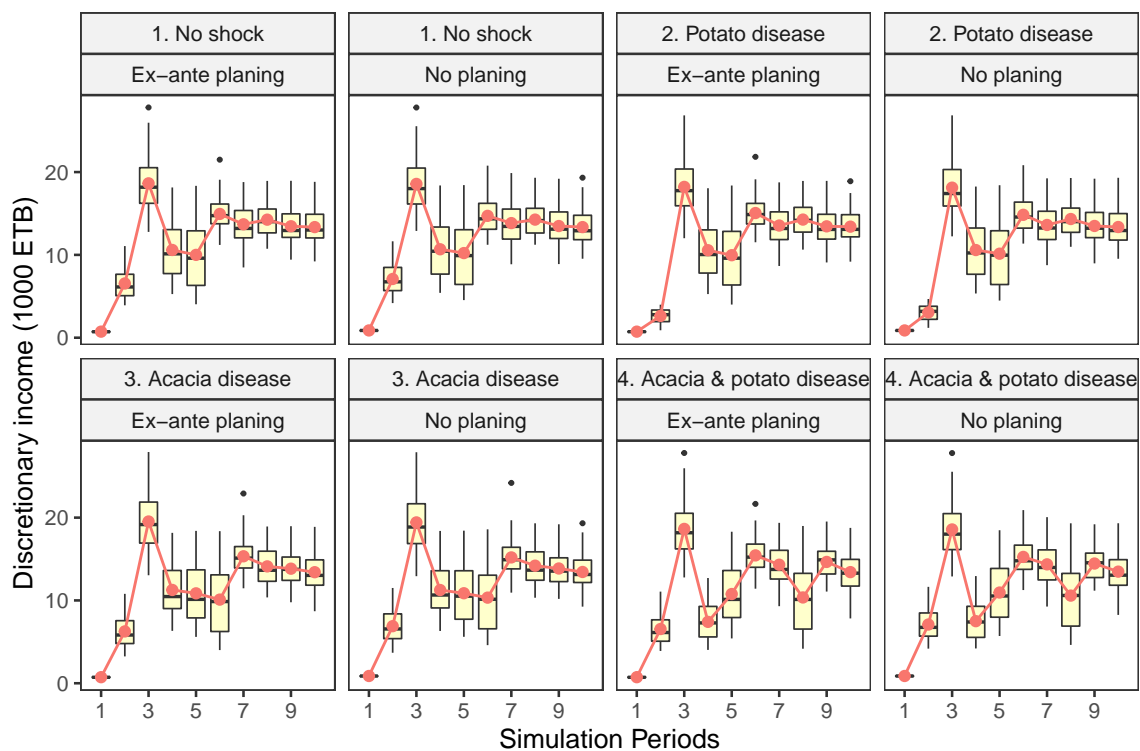 1. No shock
1. No shock
2. Potato disease
2. Potato disease
Ex−ante planing
No planing
Ex−ante planing
No planing
20
10
0
3. Acacia disease
3. Acacia disease
4. Acacia & potato disease
4. Acacia & potato disease
Ex−ante planing
No planing
Ex−ante planing
No planing
20
10
0
1 3 5 7 9
1 3 5 7 9
1 3 5 7 9
1 3 5 7 9
Simulation Periods
Discretionary income (1000 ETB)